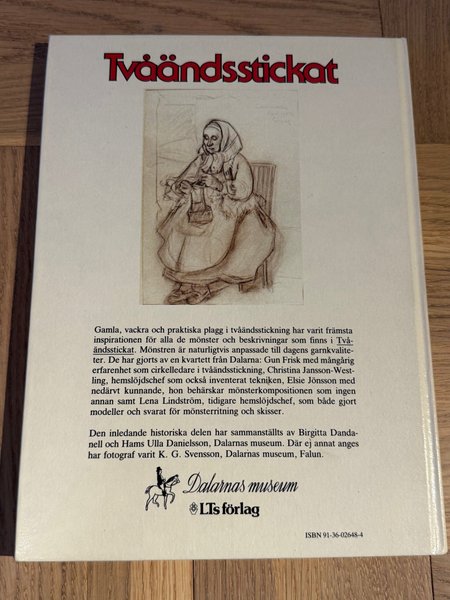 Tvåändsstickat
Gamla, vackra och praktiska plagg i tvåändsstickning har varit främsta
inspirationen för alla de mönster och beskrivningar som finns i Två-
ändsstickat. Mönstren är naturligtvis anpassade till dagens garnkvalite-
ter. De har gjorts av en kvartett från Dalarna: Gun Frisk med mångårig
erfarenhet som cirkelledare i tvåändsstickning, Christina Jansson-West-
ling, hemslöjdschef som också inventerat tekniken, Elsie Jönsson med
nedärvt kunnande, hon behärskar mönsterkompositionen som ingen
annan samt Lena Lindström, tidigare hemslöjdschef, som både gjort
modeller och svarat för mönsterritning och skisser.
Den inledande historiska delen har sammanställts av Birgitta Danda-
nell och Hams Ulla Danielsson, Dalarnas museum. Där ej annat anges
har fotograf varit K. G. Svensson, Dalarnas museum, Falun.
Dalarnas museum
LTs förlag
ISBN 91-36-02648-4